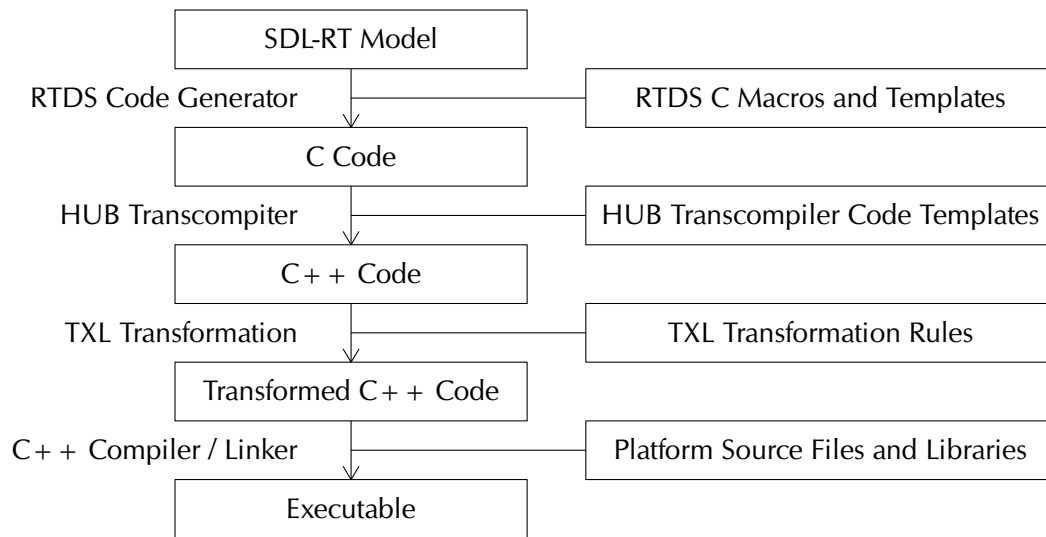 SDL-RT Model
RTDS Code Generator
RTDS C Macros and Templates
C Code
HUB Transcompiter
HUB Transcompiler Code Templates
C++ Code
TXL Transformation
TXL Transformation Rules
Transformed C++ Code
C++ Compiler / Linker
Platform Source Files and Libraries
Executable